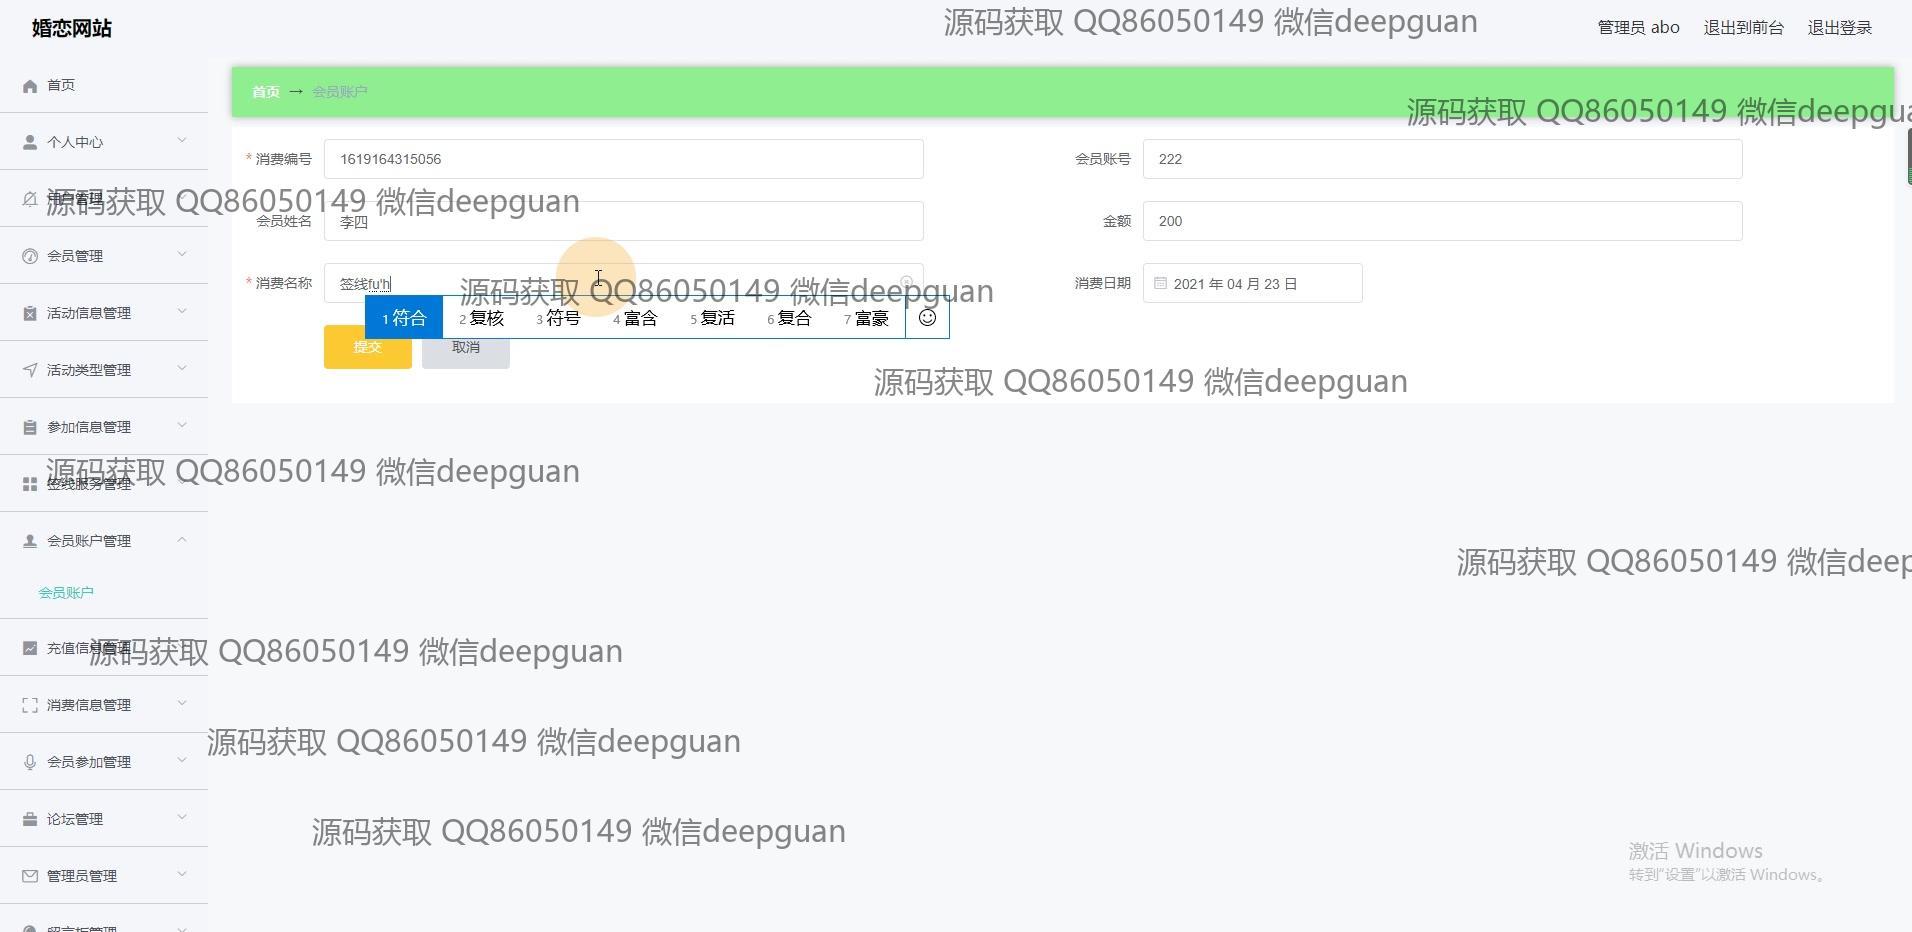 婚恋网站
源码获取 QQ86050149 微信deepguan
管理员 abo
退出到前台
退出登录
首页
首页 → 会员账户
源码获取 QQ86050149 微信deepgua
个人中心
* 消费编号
1619164315056
会员账号
222
用户管理
源码获取 QQ86050149 微信deepguan
会员姓名
李四
金额
200
会员管理
* 消费名称
签线fu'h
源码获取 QQ86050149 微信deepguan
消费日期
2021 年 04 月 23 日
1 符合 2 复核 3 符号 4 富含 5 复活 6 复合 7 富豪
活动信息管理
提交
取消
活动类型管理
源码获取 QQ86050149 微信deepguan
参加信息管理
源码获取 QQ86050149 微信deepguan
签线服务管理
会员账户管理
源码获取 QQ86050149 微信deep
会员账户
充值信息管理
源码获取 QQ86050149 微信deepguan
消费信息管理
源码获取 QQ86050149 微信deepguan
会员参加管理
论坛管理
源码获取 QQ86050149 微信deepguan
激活 Windows
转到“设置”以激活 Windows。
管理员管理
留言板管理